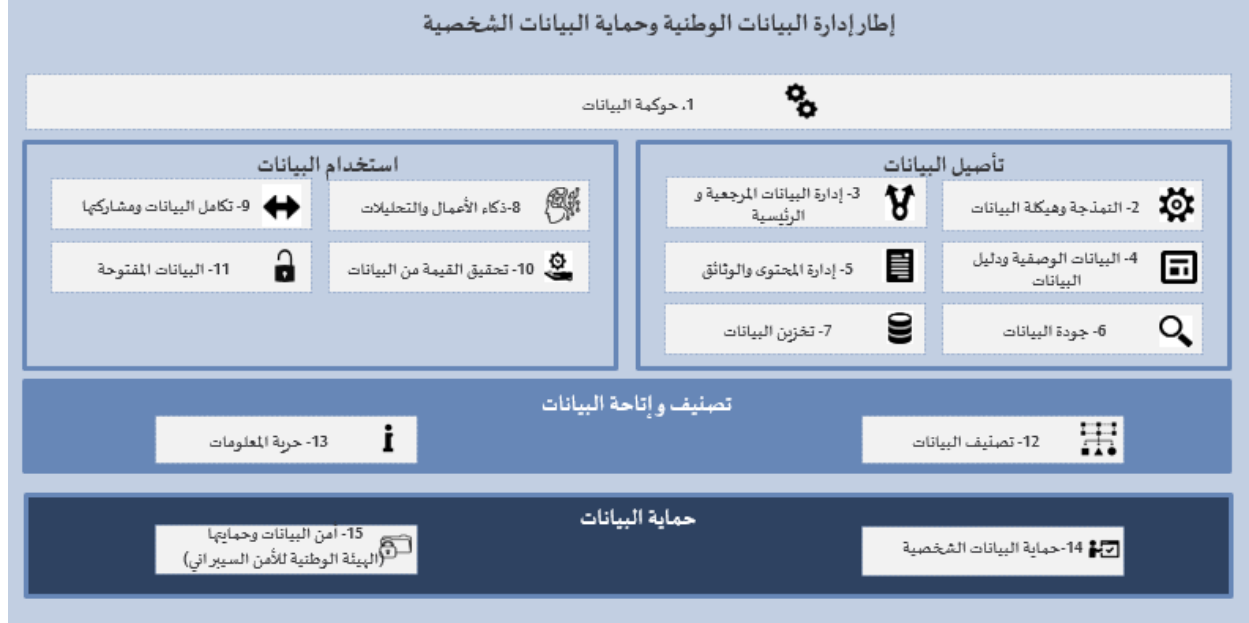 إطار إدارة البيانات الوطنية وحماية البيانات الشخصية
1. حوكمة البيانات
تأصيل البيانات
2- النمذجة وهيكلة البيانات
3- إدارة البيانات المرجعية و
الرئيسية
4- البيانات الوصفية ودليل
البيانات
5- إدارة المحتوى والوثائق
6- جودة البيانات
7- تخزين البيانات
استخدام البيانات
8-ذكاء الأعمال والتحليلات
9- تكامل البيانات ومشاركتها
10- تحقيق القيمة من البيانات
11- البيانات المفتوحة
تصنيف وإتاحة البيانات
12- تصنيف البيانات
13- حرية المعلومات
حماية البيانات
14-حماية البيانات الشخصية
15- أمن البيانات وحمايتها
(الهيئة الوطنية للأمن السيبراني)